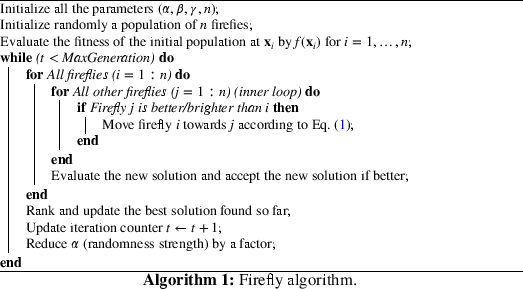 Initialize all the parameters (α, β, γ, n);
Initialize randomly a population of n firefies;
Evaluate the fitness of the initial population at x_i by f(x_i) for i = 1, . . . , n;
while (t < MaxGeneration) do
for All fireflies (i = 1 : n) do
for All other fireflies (j = 1 : n) (inner loop) do
if Firefly j is better/brighter than i then
Move firefly i towards j according to Eq. (1);
end
end
Evaluate the new solution and accept the new solution if better;
end
Rank and update the best solution found so far;
Update iteration counter t ← t + 1;
Reduce α (randomness strength) by a factor;
end
Algorithm 1: Firefly algorithm.